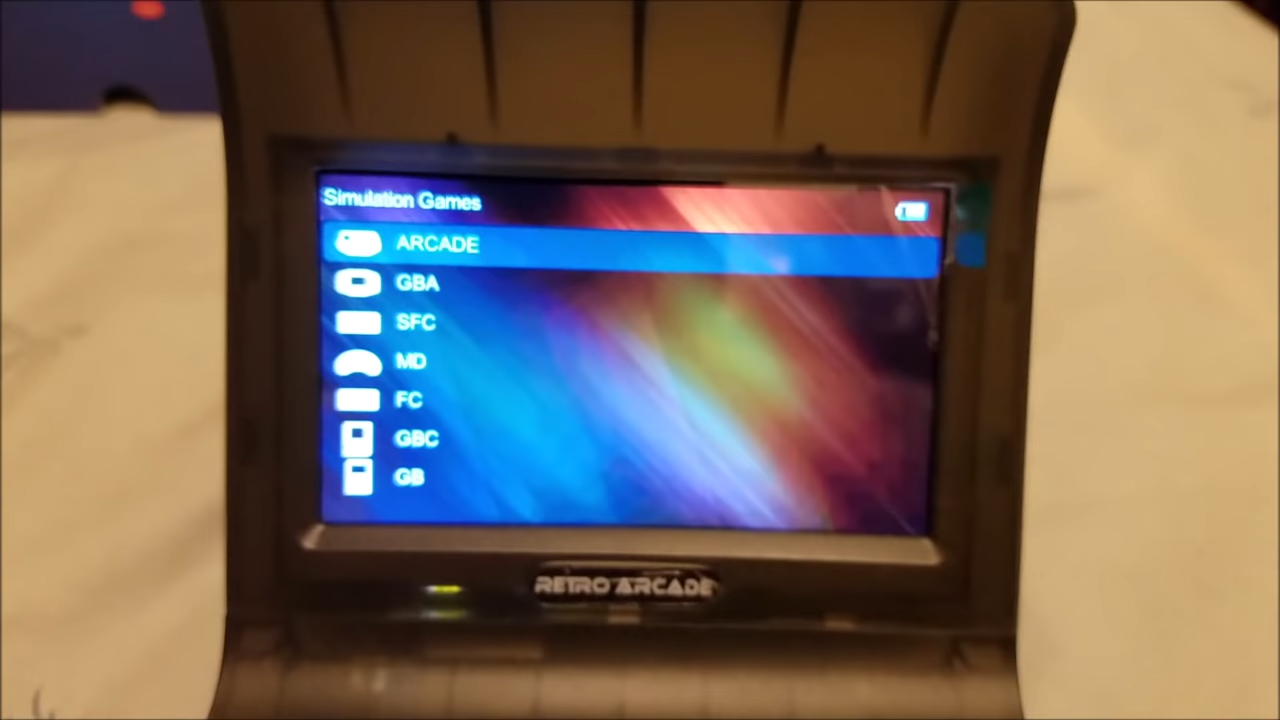 Simulation Games
ARCADE
GBA
SFC
MD
FC
GBC
GB
RETRO ARCADE